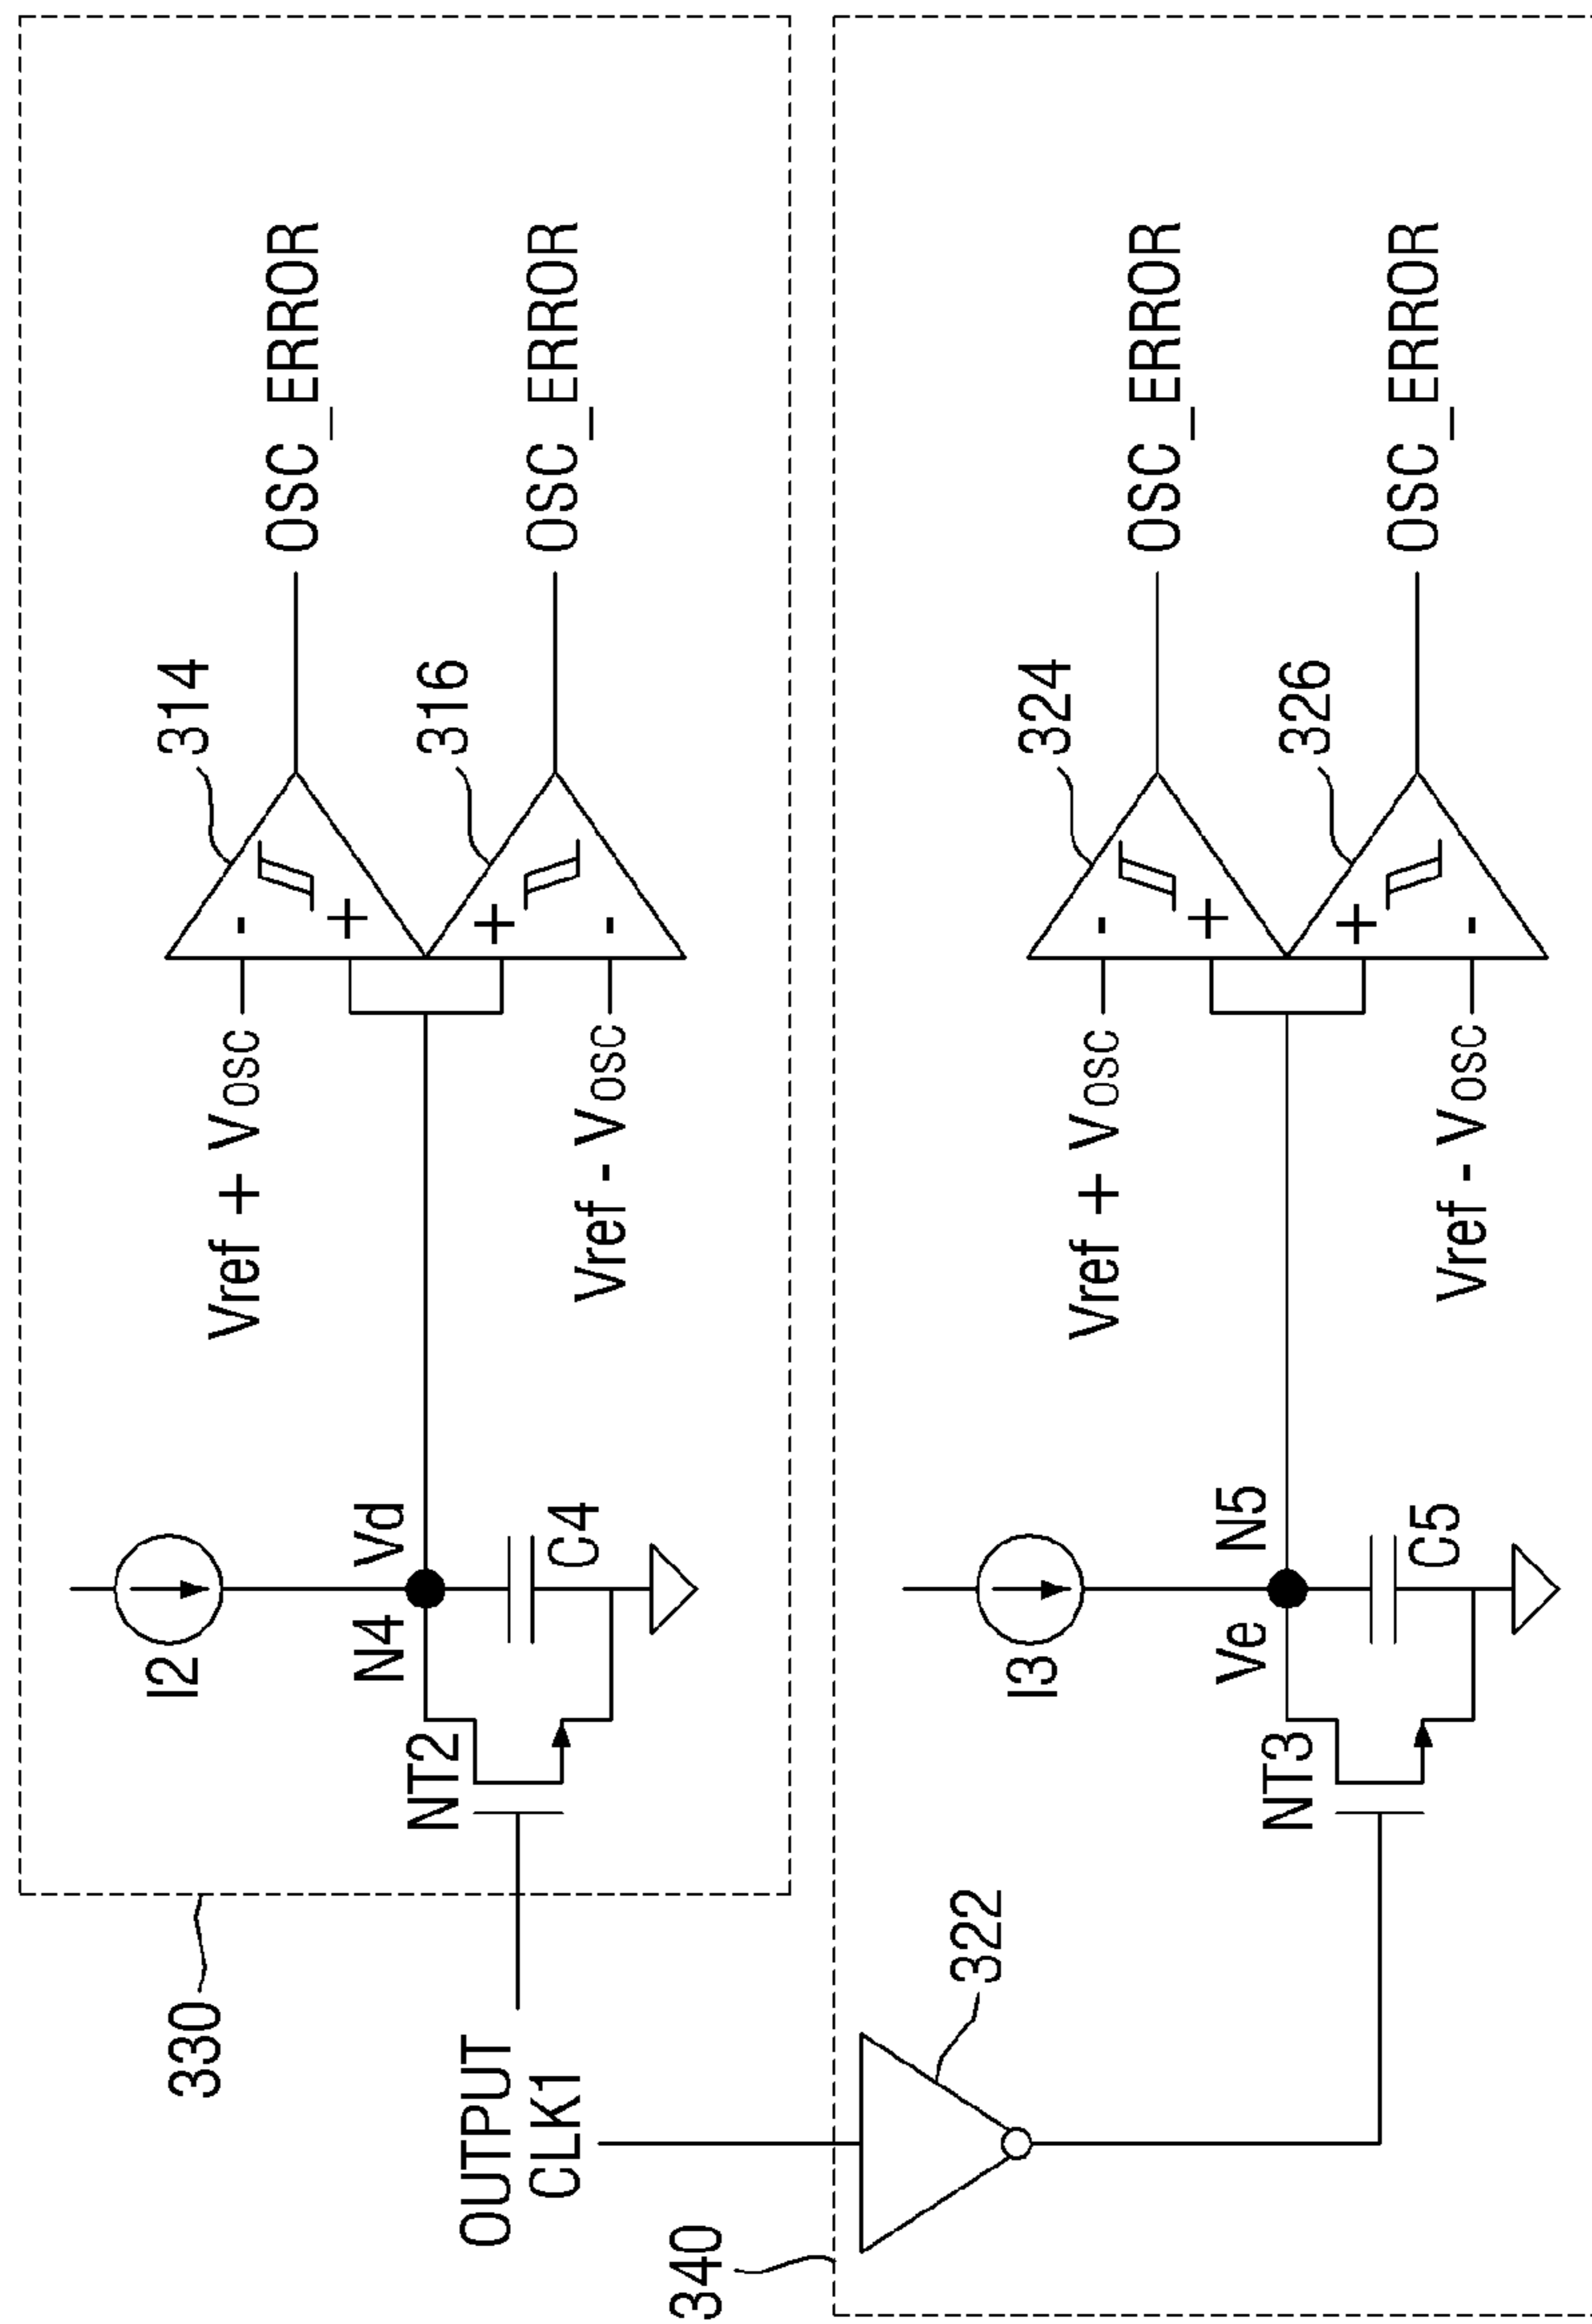 330
I2
N4
Vd
NT2
C4
Vref + VOSC
Vref - VOSC
-
+
+
-
314
316
OSC_ERROR
OSC_ERROR
OUTPUT
CLK1
340
322
I3
Ve
N5
NT3
C5
Vref + VOSC
Vref - VOSC
-
+
+
-
324
326
OSC_ERROR
OSC_ERROR